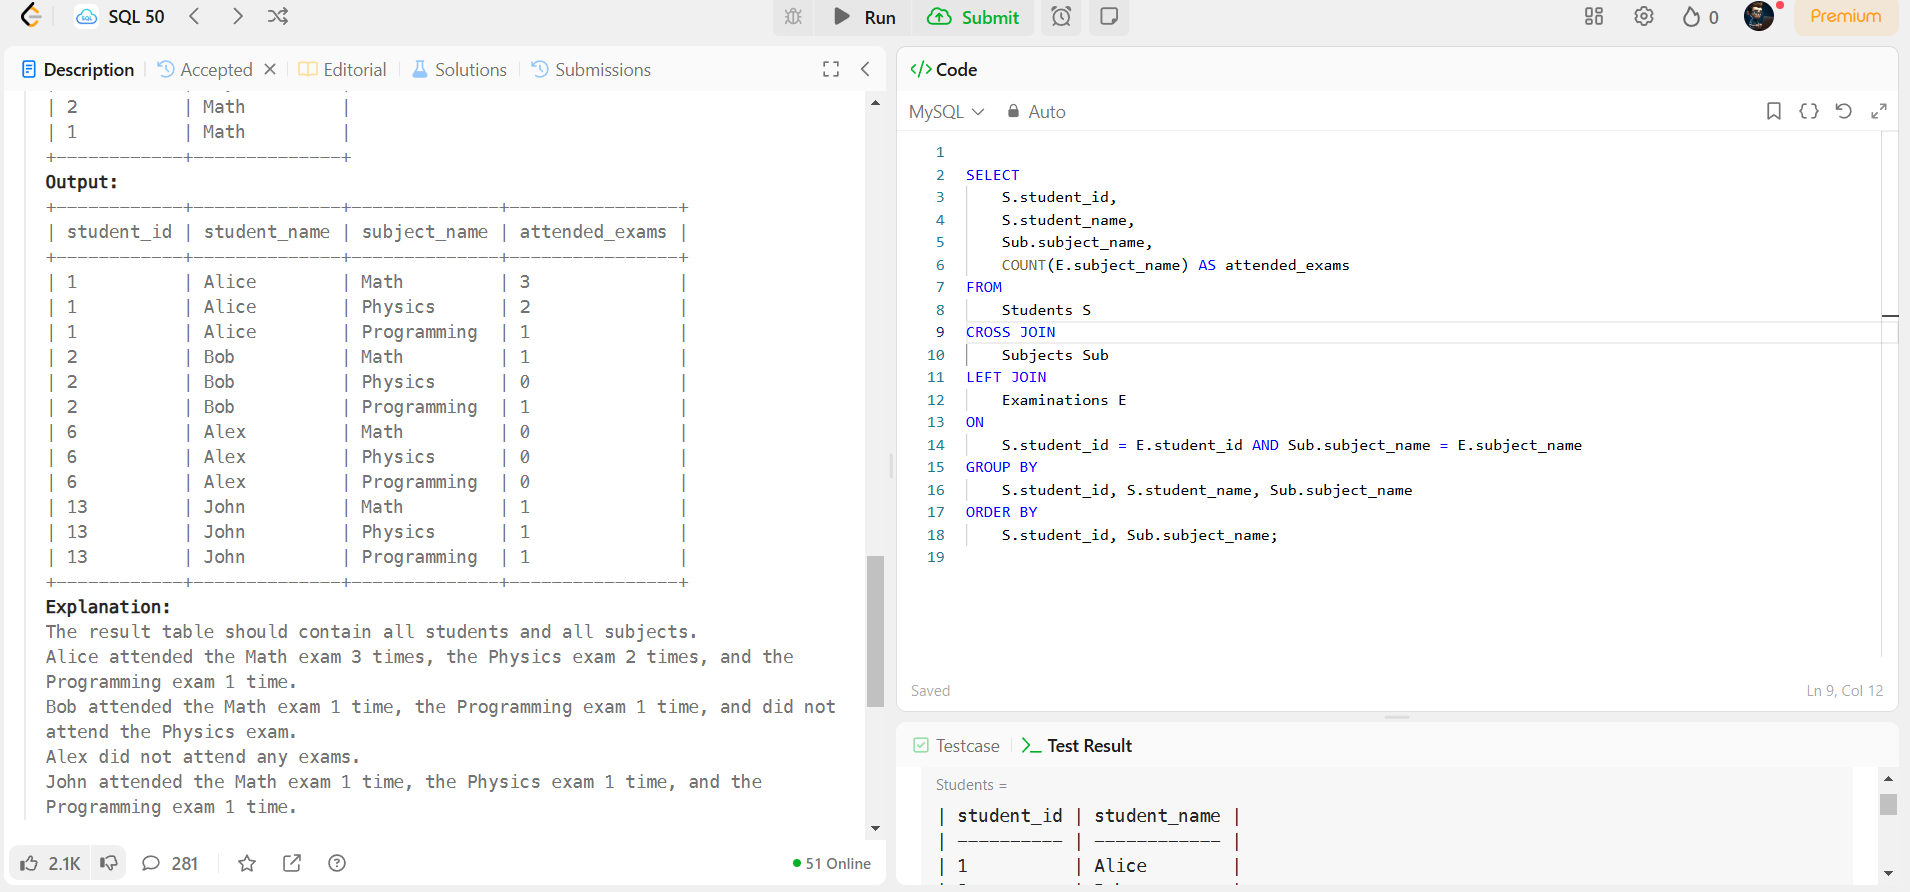 SQL 50
Run
Submit
0
Premium
Description
Accepted
Editorial
Solutions
Submissions
| 2 | Math |
| 1 | Math |
+------------+--------------+
Output:
+------------+--------------+--------------+----------------+
| student_id | student_name | subject_name | attended_exams |
+------------+--------------+--------------+----------------+
| 1 | Alice | Math | 3 |
| 1 | Alice | Physics | 2 |
| 1 | Alice | Programming | 1 |
| 2 | Bob | Math | 1 |
| 2 | Bob | Physics | 0 |
| 2 | Bob | Programming | 1 |
| 6 | Alex | Math | 0 |
| 6 | Alex | Physics | 0 |
| 6 | Alex | Programming | 0 |
| 13 | John | Math | 1 |
| 13 | John | Physics | 1 |
| 13 | John | Programming | 1 |
+------------+--------------+--------------+----------------+
Explanation:
The result table should contain all students and all subjects.
Alice attended the Math exam 3 times, the Physics exam 2 times, and the
Programming exam 1 time.
Bob attended the Math exam 1 time, the Programming exam 1 time, and did not
attend the Physics exam.
Alex did not attend any exams.
John attended the Math exam 1 time, the Physics exam 1 time, and the
Programming exam 1 time.
2.1K
281
51 Online
</> Code
MySQL
Auto
1
2 SELECT
3 S.student_id,
4 S.student_name,
5 Sub.subject_name,
6 COUNT(E.subject_name) AS attended_exams
7 FROM
8 Students S
9 CROSS JOIN
10 Subjects Sub
11 LEFT JOIN
12 Examinations E
13 ON
14 S.student_id = E.student_id AND Sub.subject_name = E.subject_name
15 GROUP BY
16 S.student_id, S.student_name, Sub.subject_name
17 ORDER BY
18 S.student_id, Sub.subject_name;
19
Saved
Ln 9, Col 12
Testcase
Test Result
Students =
| student_id | student_name |
| ---------- | ------------ |
| 1 | Alice |